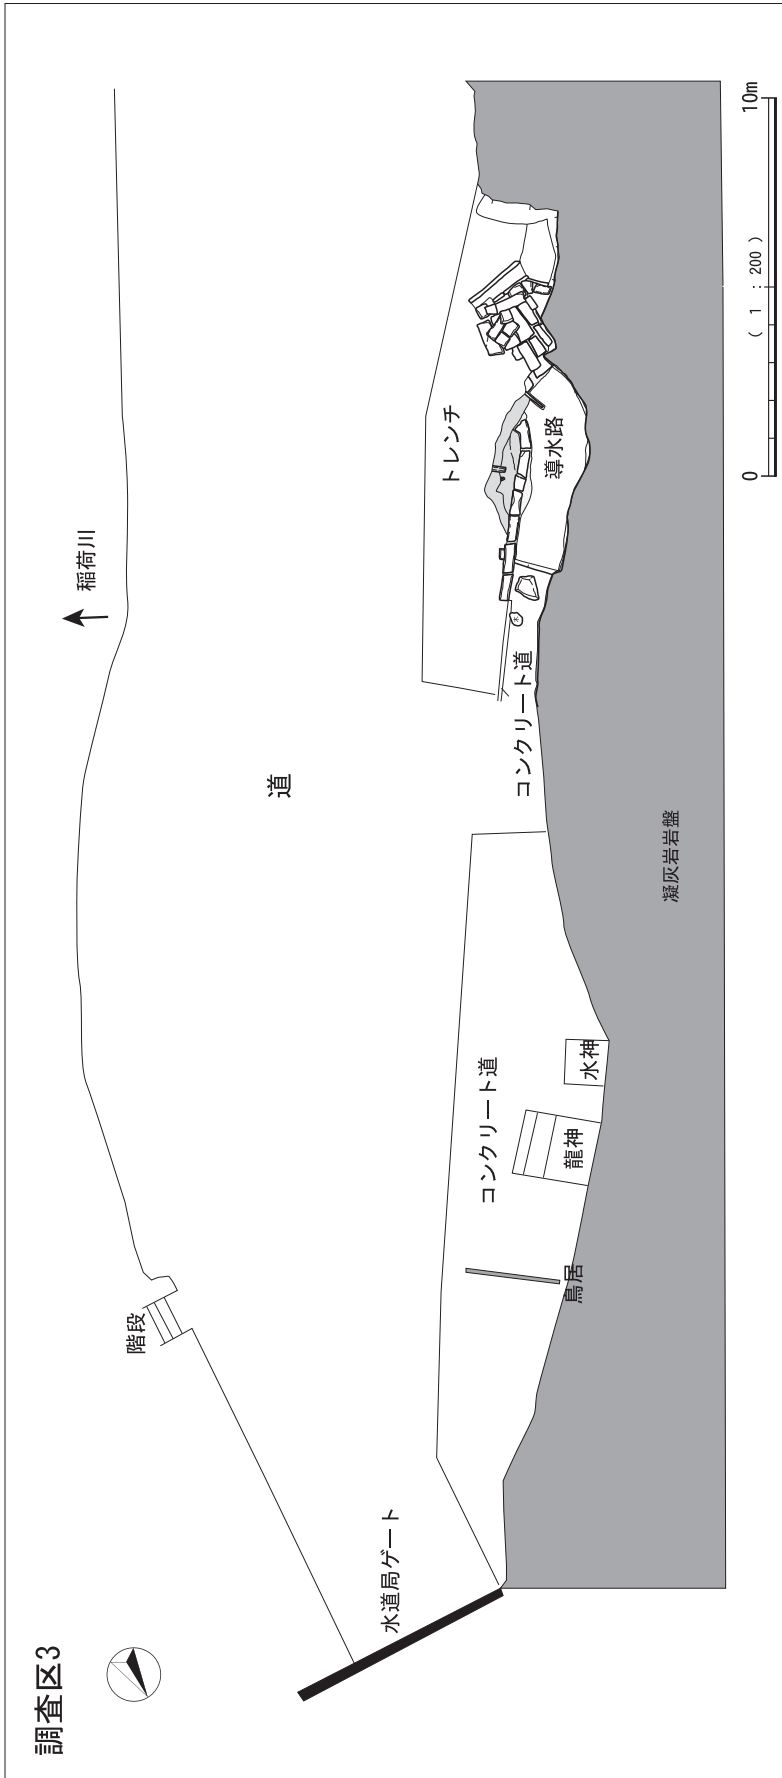 調査区3
水道局ゲート
階段
稲荷川
道
コンクリート道
鳥居
龍神
水神
コンクリート道
トレンチ
導水路
凝灰岩岩盤
0
( 1 : 200 )
10m